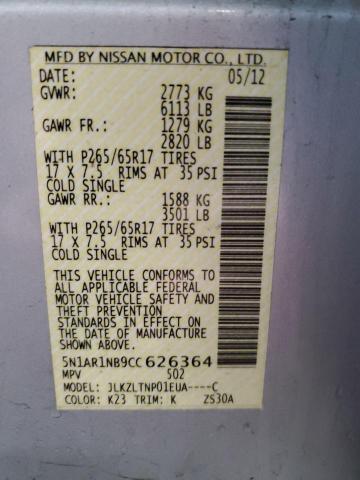 MFD BY NISSAN MOTOR CO., LTD.
DATE: 05/12
GVWR: 2773 KG
6113 LB
GAWR FR.: 1279 KG
2820 LB
WITH P265/65R17 TIRES
17 X 7.5 RIMS AT 35 PSI
COLD SINGLE
GAWR RR.: 1588 KG
3501 LB
WITH P265/65R17 TIRES
17 X 7.5 RIMS AT 35 PSI
COLD SINGLE
THIS VEHICLE CONFORMS TO
ALL APPLICABLE FEDERAL
MOTOR VEHICLE SAFETY AND
THEFT PREVENTION
STANDARDS IN EFFECT ON
THE DATE OF MANUFACTURE
SHOWN ABOVE.
5N1AR1NB9CC626364
MPV 502
MODEL: JLKZLTNP01EUA----C
COLOR: K23 TRIM: K ZS30A